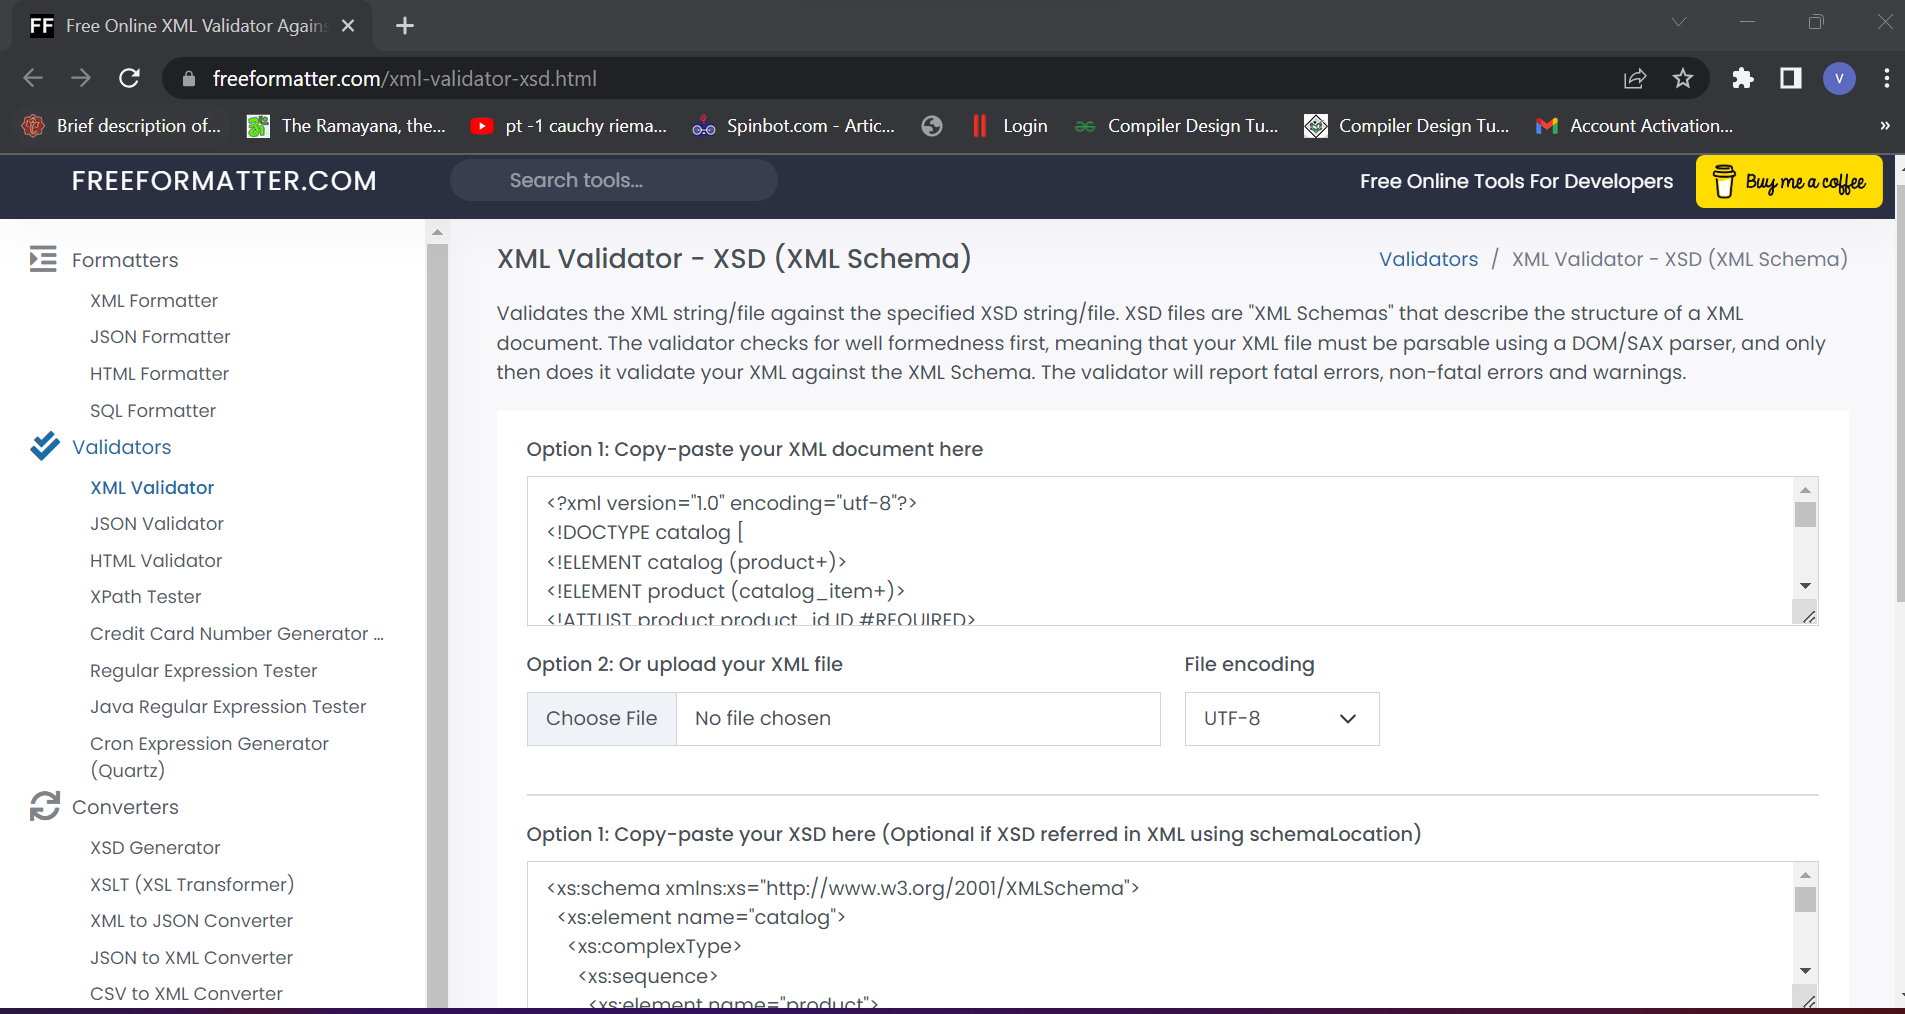 FF Free Online XML Validator Agains
freeformatter.com/xml-validator-xsd.html
V
Brief description of...
The Ramayana, the...
pt -1 cauchy riema...
Spinbot.com - Artic...
Login
Compiler Design Tu...
Compiler Design Tu...
Account Activation...
»
FREEFORMATTER.COM
Search tools...
Free Online Tools For Developers
Buy me a coffee
Formatters
XML Formatter
JSON Formatter
HTML Formatter
SQL Formatter
Validators
XML Validator
JSON Validator
HTML Validator
XPath Tester
Credit Card Number Generator ...
Regular Expression Tester
Java Regular Expression Tester
Cron Expression Generator
(Quartz)
Converters
XSD Generator
XSLT (XSL Transformer)
XML to JSON Converter
JSON to XML Converter
CSV to XML Converter
XML Validator - XSD (XML Schema)
Validators / XML Validator - XSD (XML Schema)
Validates the XML string/file against the specified XSD string/file. XSD files are "XML Schemas" that describe the structure of a XML
document. The validator checks for well formedness first, meaning that your XML file must be parsable using a DOM/SAX parser, and only
then does it validate your XML against the XML Schema. The validator will report fatal errors, non-fatal errors and warnings.
Option 1: Copy-paste your XML document here
<?xml version="1.0" encoding="utf-8"?>
<!DOCTYPE catalog [
<!ELEMENT catalog (product+)>
<!ELEMENT product (catalog_item+)>
<!ATTLIST product product_id ID #REQUIRED>
Option 2: Or upload your XML file
File encoding
Choose File No file chosen
UTF-8
Option 1: Copy-paste your XSD here (Optional if XSD referred in XML using schemaLocation)
<xs:schema xmlns:xs="http://www.w3.org/2001/XMLSchema">
<xs:element name="catalog">
<xs:complexType>
<xs:sequence>
<xs:element name="product">